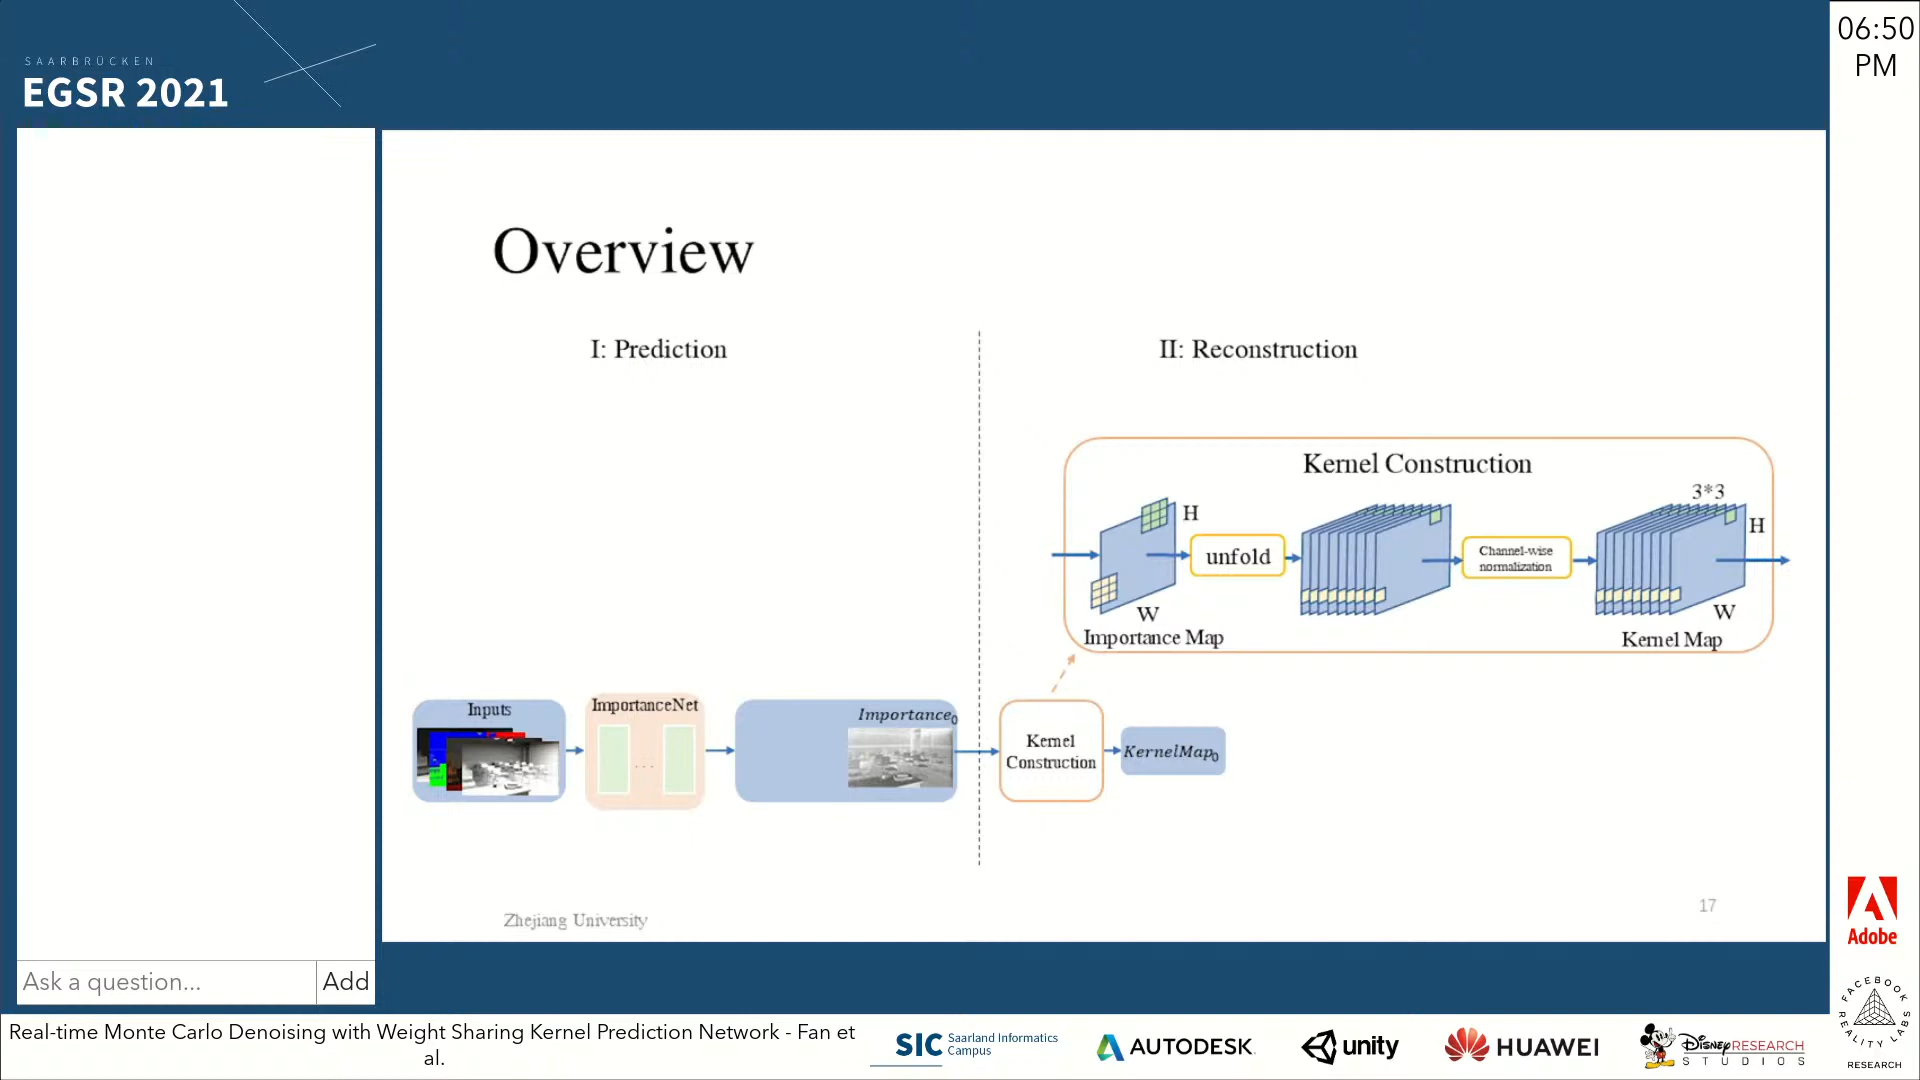 SAARBRÜCKEN
EGSR 2021
06:50
PM
Overview
I: Prediction
II: Reconstruction
Kernel Construction
3*3
H
H
unfold
Channel-wise
normalization
W
W
Importance Map
Kernel Map
Inputs
ImportanceNet
Importance0
. . .
Kernel
Construction
KernelMap0
Zhejiang University
17
Ask a question...
Add
Adobe
FACEBOOK
REALITY LABS
RESEARCH
Real-time Monte Carlo Denoising with Weight Sharing Kernel Prediction Network - Fan et
al.
SIC Saarland Informatics
Campus
AUTODESK.
unity
HUAWEI
DISNEY RESEARCH
STUDIOS